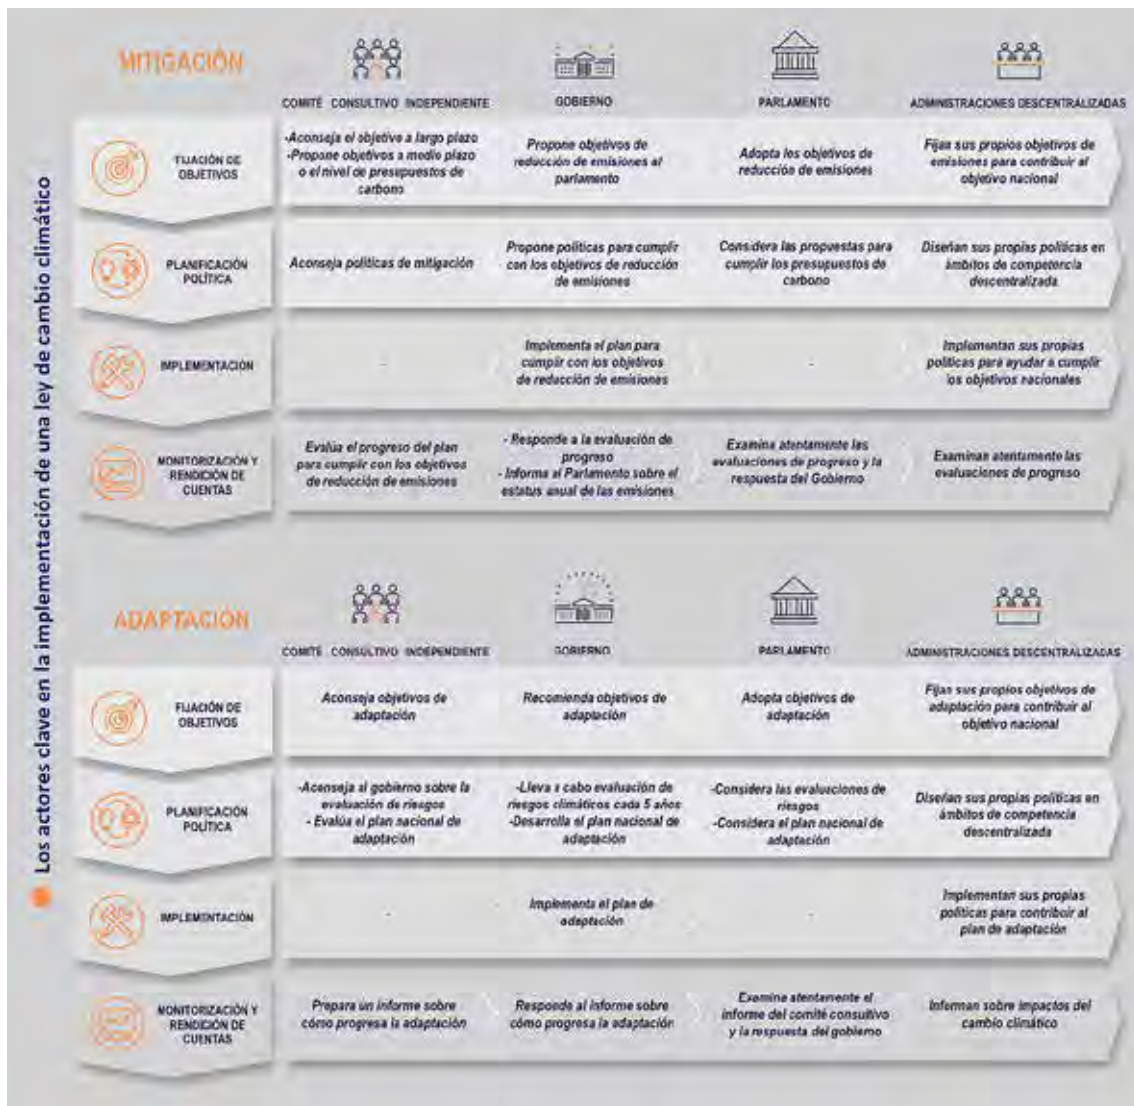 Los actores clave en la implementación de una ley de cambio climático
MITIGACIÓN
COMITÉ CONSULTIVO INDEPENDIENTE
GOBIERNO
PARLAMENTO
ADMINISTRACIONES DESCENTRALIZADAS
FIJACIÓN DE
OBJETIVOS
-Aconseja el objetivo a largo plazo
-Propone objetivos a medio plazo
o el nivel de presupuestos de
carbono
Propone objetivos de
reducción de emisiones al
parlamento
Adopta los objetivos de
reducción de emisiones
Fijan sus propios objetivos de
emisiones para contribuir al
objetivo nacional
PLANIFICACIÓN
POLÍTICA
Aconseja políticas de mitigación
Propone políticas para cumplir
con los objetivos de reducción
de emisiones
Considera las propuestas para
cumplir los presupuestos de
carbono
Diseñan sus propias políticas en
ámbitos de competencia
descentralizada
IMPLEMENTACIÓN
-
Implementa el plan para
cumplir con los objetivos
de redacción de emisiones
-
Implementan sus propias
políticas para ayudar a cumplir
los objetivos nacionales
MONITORIZACIÓN Y
RENDICIÓN DE
CUENTAS
Evalúa el progreso del plan
para cumplir con los objetivos
de reducción de emisiones
- Responde a la evaluación de
progreso
- Informa al Parlamento sobre el
estatus anual de las emisiones
Examina atentamente las
evaluaciones de progreso y la
respuesta del Gobierno
Examinan atentamente las
evaluaciones de progreso
ADAPTACIÓN
COMITÉ CONSULTIVO INDEPENDIENTE
GOBIERNO
PARLAMENTO
ADMINISTRACIONES DESCENTRALIZADAS
FIJACIÓN DE
OBJETIVOS
Aconseja objetivos de
adaptación
Recomienda objetivos de
adaptación
Adopta objetivos de
adaptación
Fijan sus propios objetivos de
adaptación para contribuir al
objetivo nacional
PLANIFICACIÓN
POLÍTICA
-Aconseja al gobierno sobre la
evaluación de riesgos
- Evalúa el plan nacional de
adaptación
-Lleva a cabo evaluación de
riesgos climáticos cada 5 años
-Desarrolla el plan nacional de
adaptación
-Considera las evaluaciones de
riesgos
-Considera el plan nacional de
adaptación
Diseñan sus propias políticas en
ámbitos de competencia
descentralizada
IMPLEMENTACIÓN
-
Implementa el plan de
adaptación
-
Implementan sus propias
políticas para contribuir al
plan de adaptación
MONITORIZACIÓN Y
RENDICIÓN DE
CUENTAS
Prepara un informe sobre
cómo progresa la adaptación
Responde al informe sobre
cómo progresa la adaptación
Examina atentamente el
informe del comité consultivo
y la respuesta del gobierno
Informan sobre impactos del
cambio climático